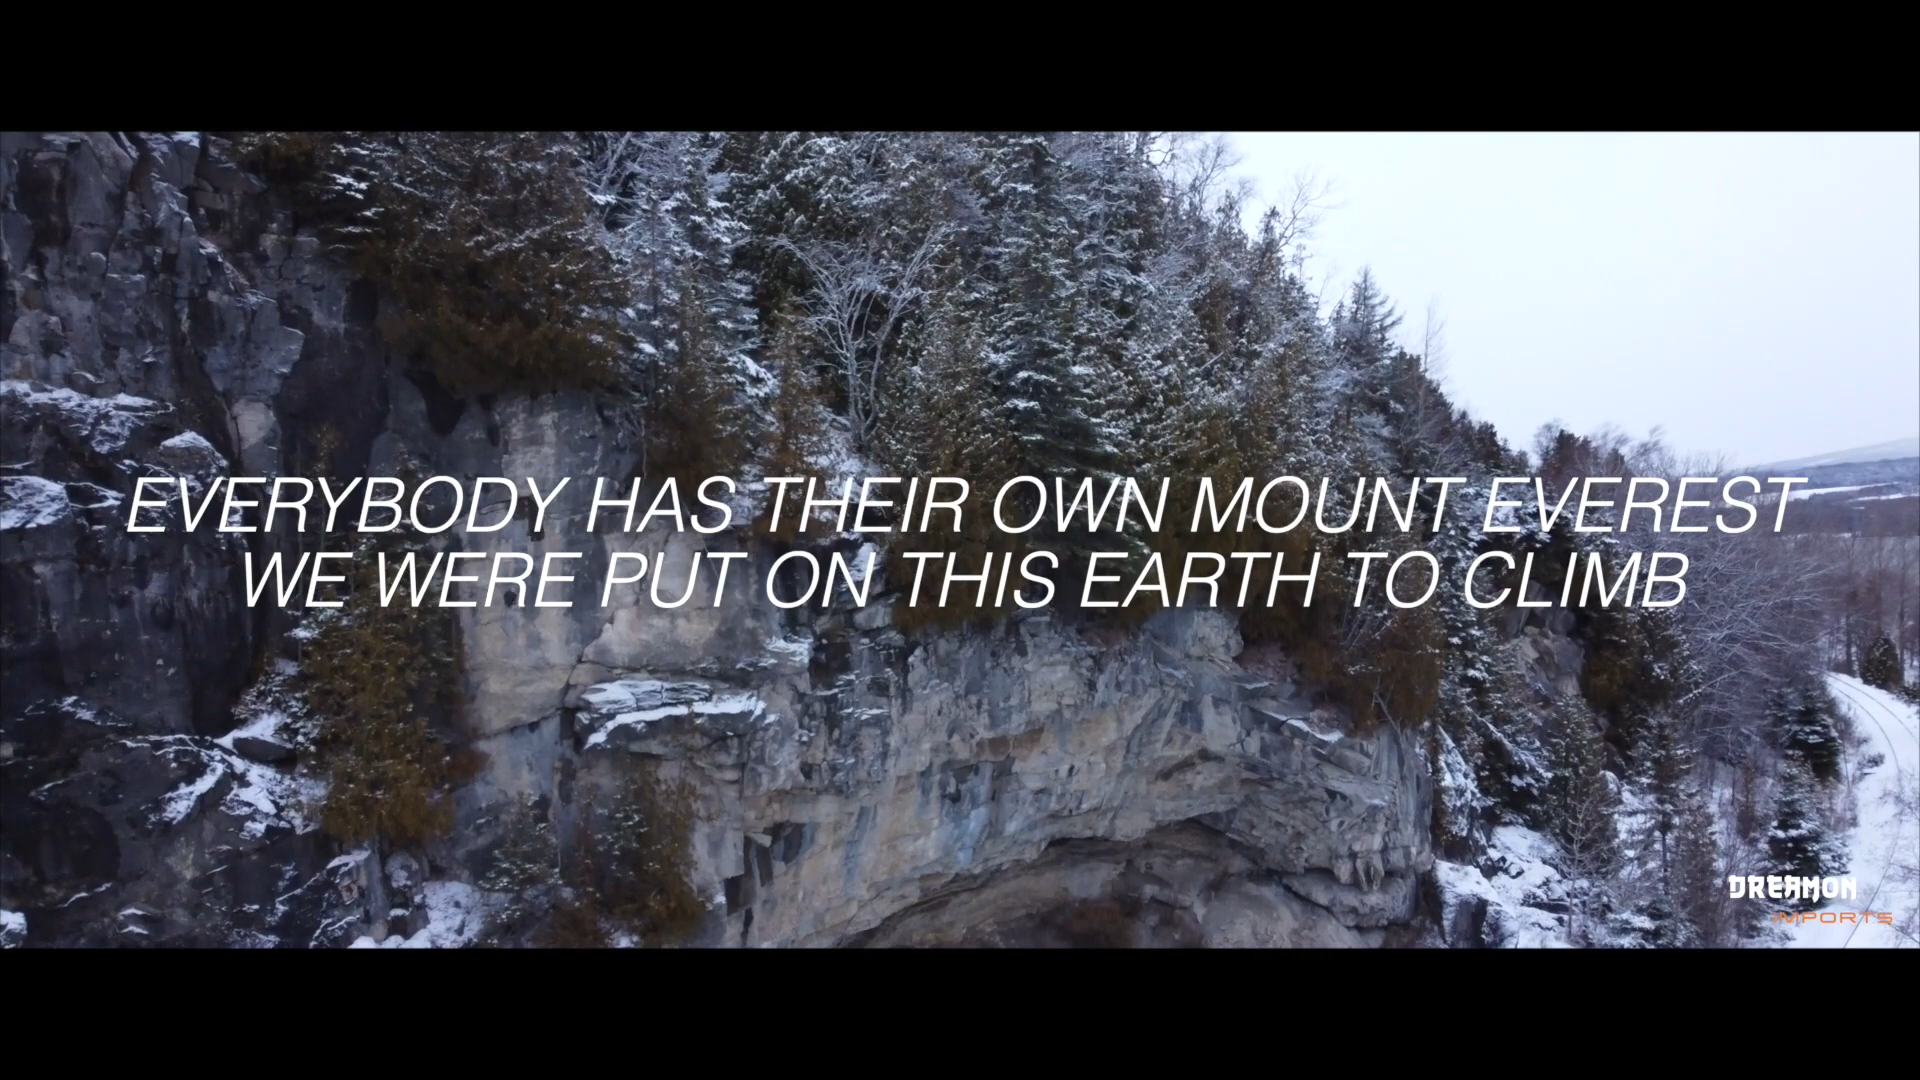 EVERYBODY HAS THEIR OWN MOUNT EVEREST
WE WERE PUT ON THIS EARTH TO CLIMB
DREAMON
IMPORTS